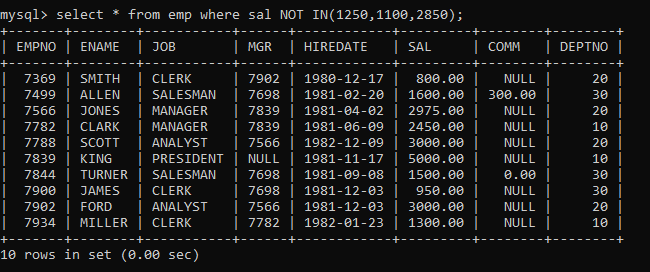 mysql> select * from emp where sal NOT IN(1250,1100,2850);
+-------+--------+-----------+------+------------+---------+--------+--------+
| EMPNO | ENAME  | JOB       | MGR  | HIREDATE   | SAL     | COMM   | DEPTNO |
+-------+--------+-----------+------+------------+---------+--------+--------+
|  7369 | SMITH  | CLERK     | 7902 | 1980-12-17 |  800.00 |   NULL |     20 |
|  7499 | ALLEN  | SALESMAN  | 7698 | 1981-02-20 | 1600.00 | 300.00 |     30 |
|  7566 | JONES  | MANAGER   | 7839 | 1981-04-02 | 2975.00 |   NULL |     20 |
|  7782 | CLARK  | MANAGER   | 7839 | 1981-06-09 | 2450.00 |   NULL |     10 |
|  7788 | SCOTT  | ANALYST   | 7566 | 1982-12-09 | 3000.00 |   NULL |     20 |
|  7839 | KING   | PRESIDENT | NULL | 1981-11-17 | 5000.00 |   NULL |     10 |
|  7844 | TURNER | SALESMAN  | 7698 | 1981-09-08 | 1500.00 |   0.00 |     30 |
|  7900 | JAMES  | CLERK     | 7698 | 1981-12-03 |  950.00 |   NULL |     30 |
|  7902 | FORD   | ANALYST   | 7566 | 1981-12-03 | 3000.00 |   NULL |     20 |
|  7934 | MILLER | CLERK     | 7782 | 1982-01-23 | 1300.00 |   NULL |     10 |
+-------+--------+-----------+------+------------+---------+--------+--------+
10 rows in set (0.00 sec)